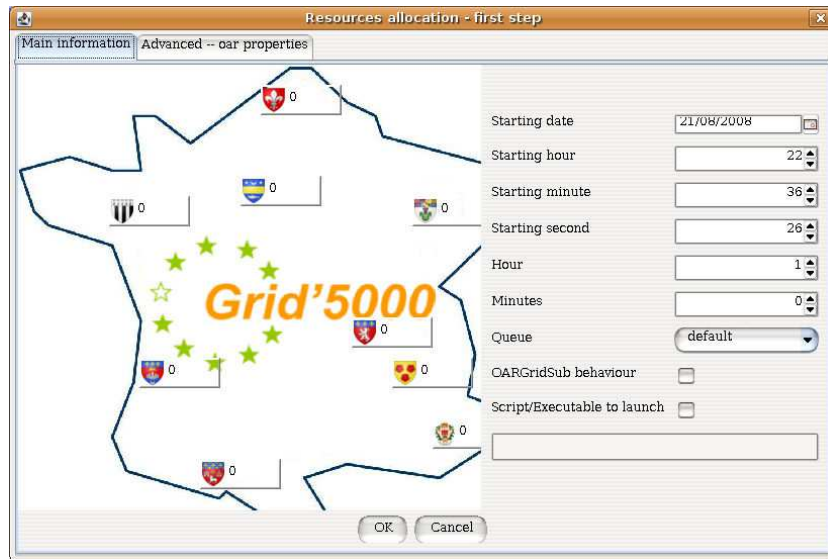 Resources allocation - first step
Main information
Advanced -- oar properties
0
0
0
0
Grid'5000
0
0
0
0
0
Starting date 21/08/2008
Starting hour 22
Starting minute 36
Starting second 26
Hour 1
Minutes 0
Queue default
OARGridSub behaviour
Script/Executable to launch
OK
Cancel